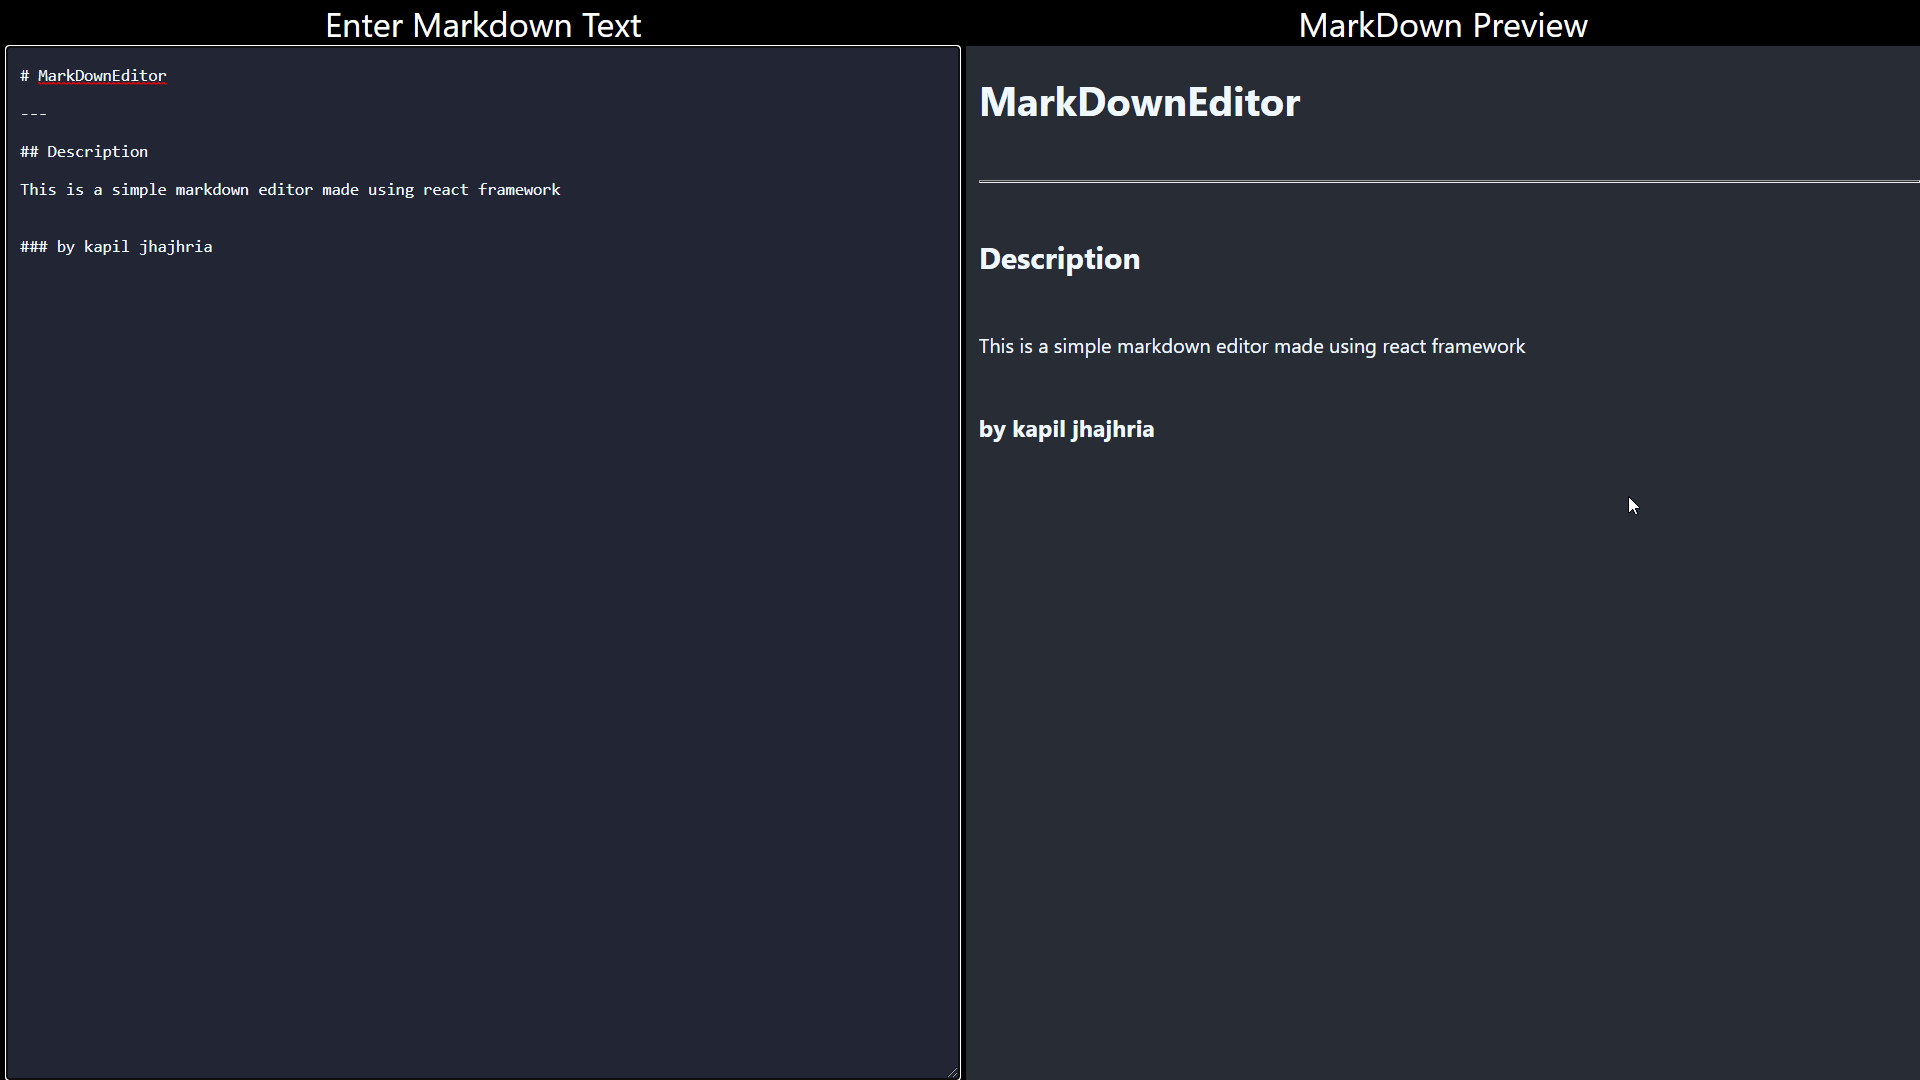 Enter Markdown Text
# MarkDownEditor
---
## Description
This is a simple markdown editor made using react framework
### by kapil jhajhria
MarkDown Preview
MarkDownEditor
Description
This is a simple markdown editor made using react framework
by kapil jhajhria